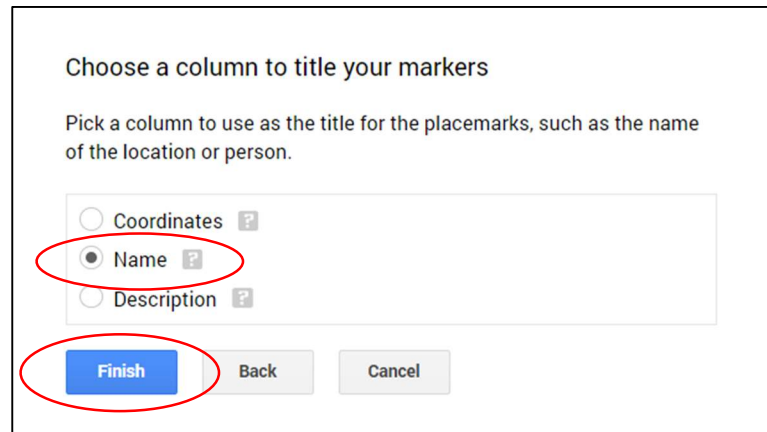 Choose a column to title your markers
Pick a column to use as the title for the placemarks, such as the name
of the location or person.
Coordinates ?
Name ?
Description ?
Finish Back Cancel